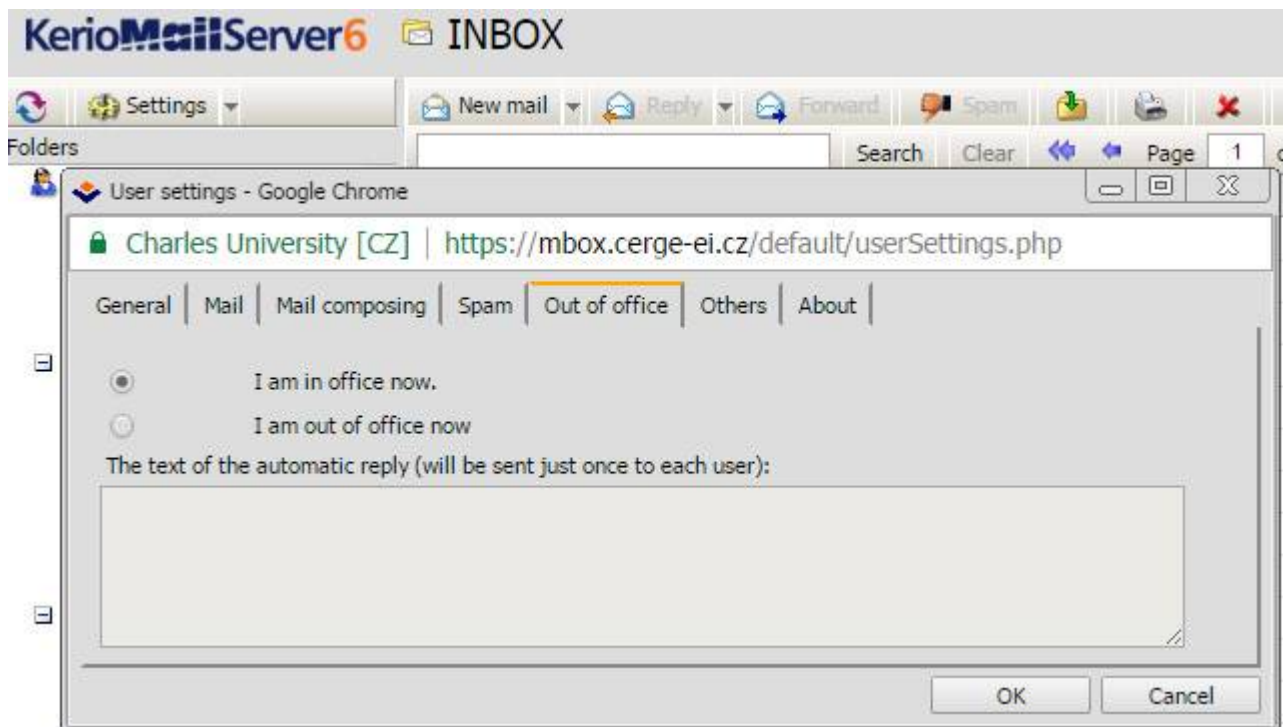 KerioMailServer6 INBOX
Settings New mail Reply Forward Spam
Folders Search Clear Page 1
User settings - Google Chrome
Charles University [CZ] | https://mbox.cerge-ei.cz/default/userSettings.php
General Mail Mail composing Spam Out of office Others About
I am in office now.
I am out of office now
The text of the automatic reply (will be sent just once to each user):
OK Cancel